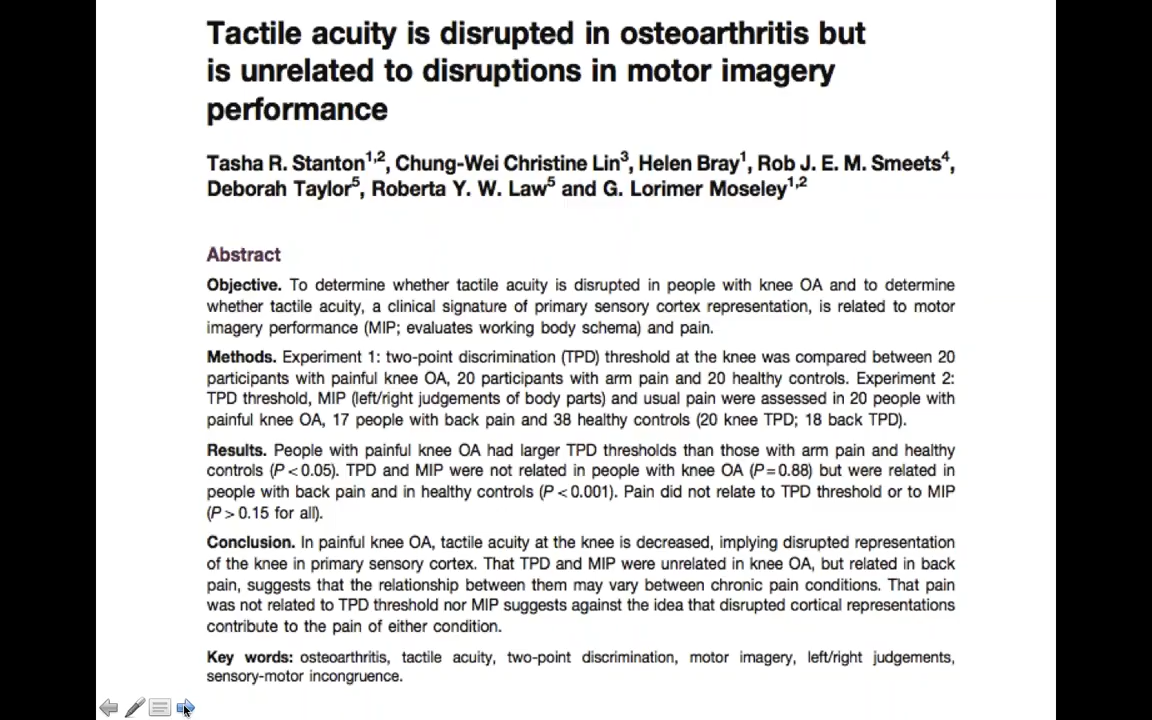 Tactile acuity is disrupted in osteoarthritis but
is unrelated to disruptions in motor imagery
performance
Tasha R. Stanton1,2, Chung-Wei Christine Lin3, Helen Bray1, Rob J. E. M. Smeets4,
Deborah Taylor5, Roberta Y. W. Law5 and G. Lorimer Moseley1,2
Abstract
Objective. To determine whether tactile acuity is disrupted in people with knee OA and to determine
whether tactile acuity, a clinical signature of primary sensory cortex representation, is related to motor
imagery performance (MIP; evaluates working body schema) and pain.
Methods. Experiment 1: two-point discrimination (TPD) threshold at the knee was compared between 20
participants with painful knee OA, 20 participants with arm pain and 20 healthy controls. Experiment 2:
TPD threshold, MIP (left/right judgements of body parts) and usual pain were assessed in 20 people with
painful knee OA, 17 people with back pain and 38 healthy controls (20 knee TPD; 18 back TPD).
Results. People with painful knee OA had larger TPD thresholds than those with arm pain and healthy
controls (P < 0.05). TPD and MIP were not related in people with knee OA (P = 0.88) but were related in
people with back pain and in healthy controls (P < 0.001). Pain did not relate to TPD threshold or to MIP
(P > 0.15 for all).
Conclusion. In painful knee OA, tactile acuity at the knee is decreased, implying disrupted representation
of the knee in primary sensory cortex. That TPD and MIP were unrelated in knee OA, but related in back
pain, suggests that the relationship between them may vary between chronic pain conditions. That pain
was not related to TPD threshold nor MIP suggests against the idea that disrupted cortical representations
contribute to the pain of either condition.
Key words: osteoarthritis, tactile acuity, two-point discrimination, motor imagery, left/right judgements,
sensory-motor incongruence.